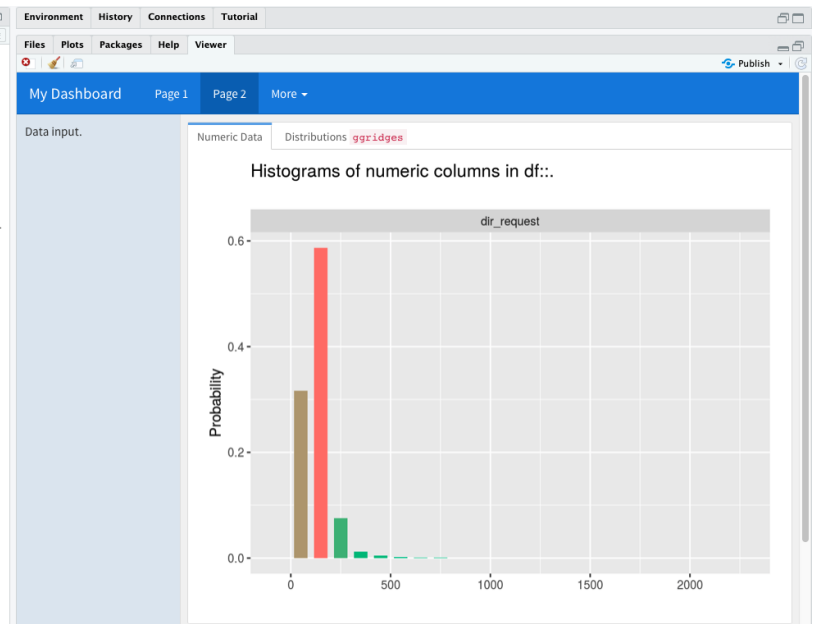 Environment History Connections Tutorial
Files Plots Packages Help Viewer
Publish
My Dashboard Page 1 Page 2 More
Data input.
Numeric Data Distributions ggridges
Histograms of numeric columns in df::.
dir_request
0.6
0.4
0.2
0.0
Probability
0 500 1000 1500 2000